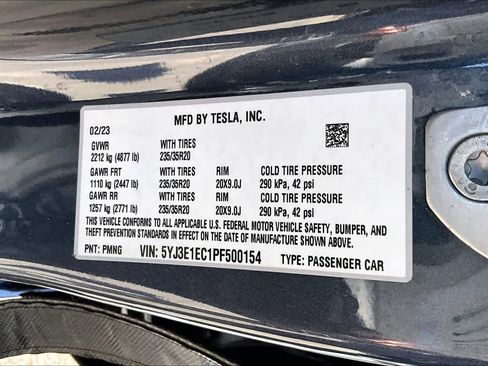 MFD BY TESLA, INC.
02/23
GVWR WITH TIRES
2212 kg (4877 lb) 235/35R20
GAWR FRT WITH TIRES RIM COLD TIRE PRESSURE
1110 kg (2447 lb) 235/35R20 20X9.0J 290 kPa, 42 psi
GAWR RR WITH TIRES RIM COLD TIRE PRESSURE
1257 kg (2771 lb) 235/35R20 20X9.0J 290 kPa, 42 psi
THIS VEHICLE CONFORMS TO ALL APPLICABLE U.S. FEDERAL MOTOR VEHICLE SAFETY, BUMPER, AND
THEFT PREVENTION STANDARDS IN EFFECT ON THE DATE OF MANUFACTURE SHOWN ABOVE.
PNT: PMNG VIN: 5YJ3E1EC1PF500154 TYPE: PASSENGER CAR